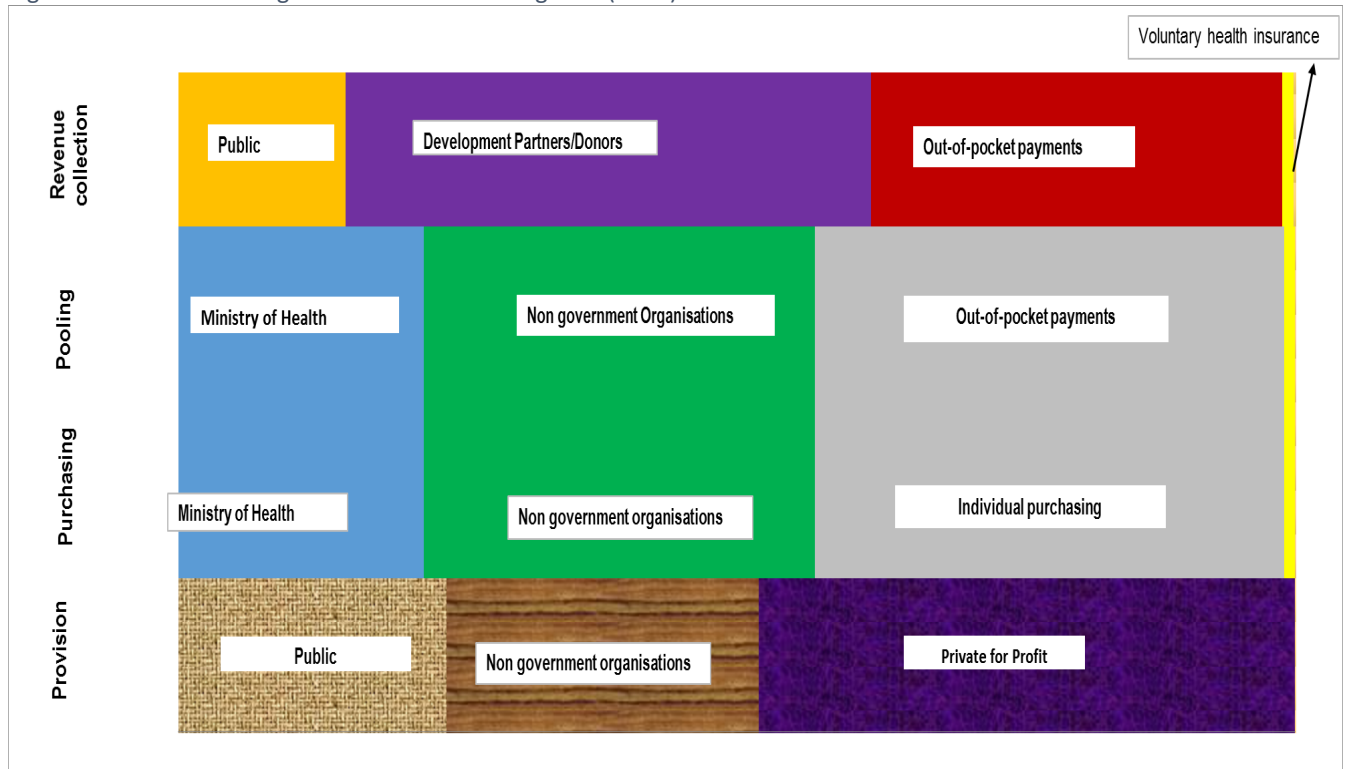 Voluntary health insurance
Revenue
collection
Public
Development Partners/Donors
Out-of-pocket payments
Pooling
Ministry of Health
Non government Organisations
Out-of-pocket payments
Purchasing
Ministry of Health
Non government organisations
Individual purchasing
Provision
Public
Non government organisations
Private for Profit